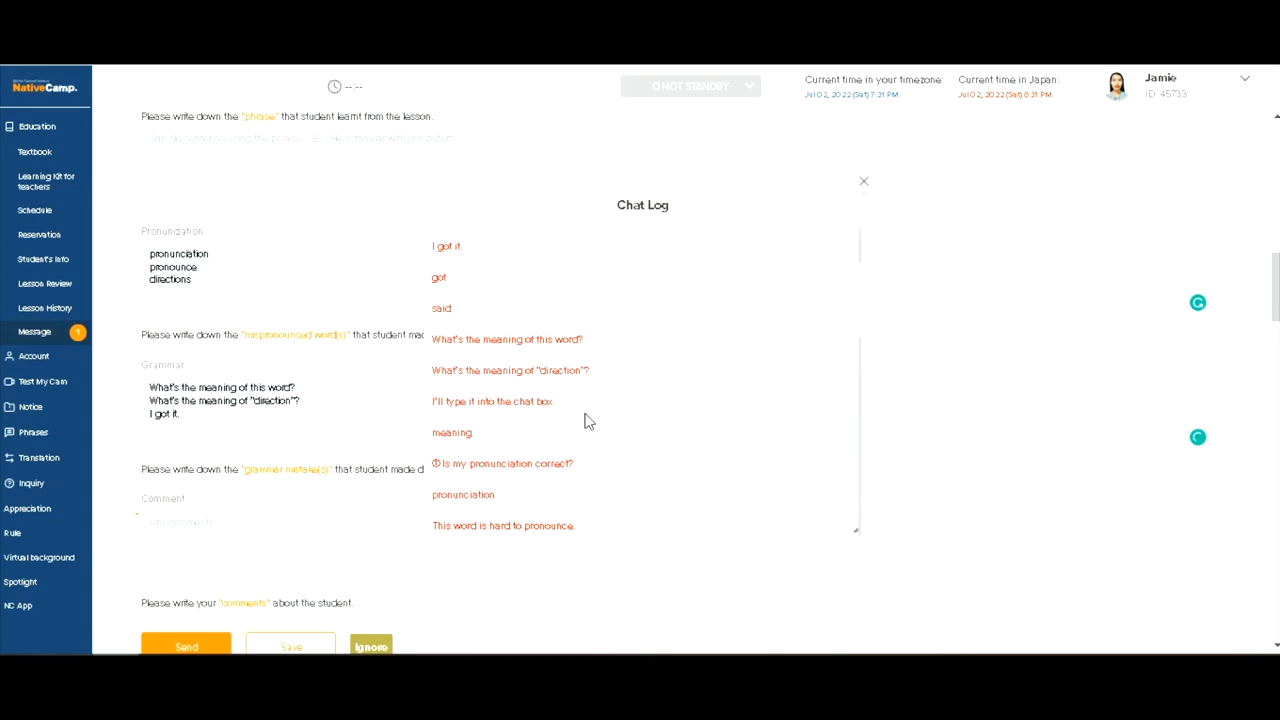 NativeCamp.
--:--
NOT STANDBY
Current time in your timezone:
Jul 02, 2022 (Sat) 7:31 PM
Current time in Japan:
Jul 02, 2022 (Sat) 8:31 PM
Jamie
ID: 45733
Education
Textbook
Learning Kit for
teachers
Schedule
Reservation
Student's Info
Lesson Review
Lesson History
Message 1
Account
Test My Cam
Notice
Phrases
Translation
Inquiry
Appreciation
Rule
Virtual background
Spotlight
NC App
Please write down the "phrase" that student learnt from the lesson.
Pronunciation
pronunciation
pronounce
directions
Please write down the "mispronounced word(s)" that student mad
Grammar
What's the meaning of this word?
What's the meaning of "direction"?
I got it.
Please write down the "grammar mistake(s)" that student made d
Comment
Please write your "comments" about the student.
Send
Save
Ignore
Chat Log
I got it.
got
said
What's the meaning of this word?
What's the meaning of "direction"?
I'll type it into the chat box.
meaning
① Is my pronunciation correct?
pronunciation
This word is hard to pronounce.